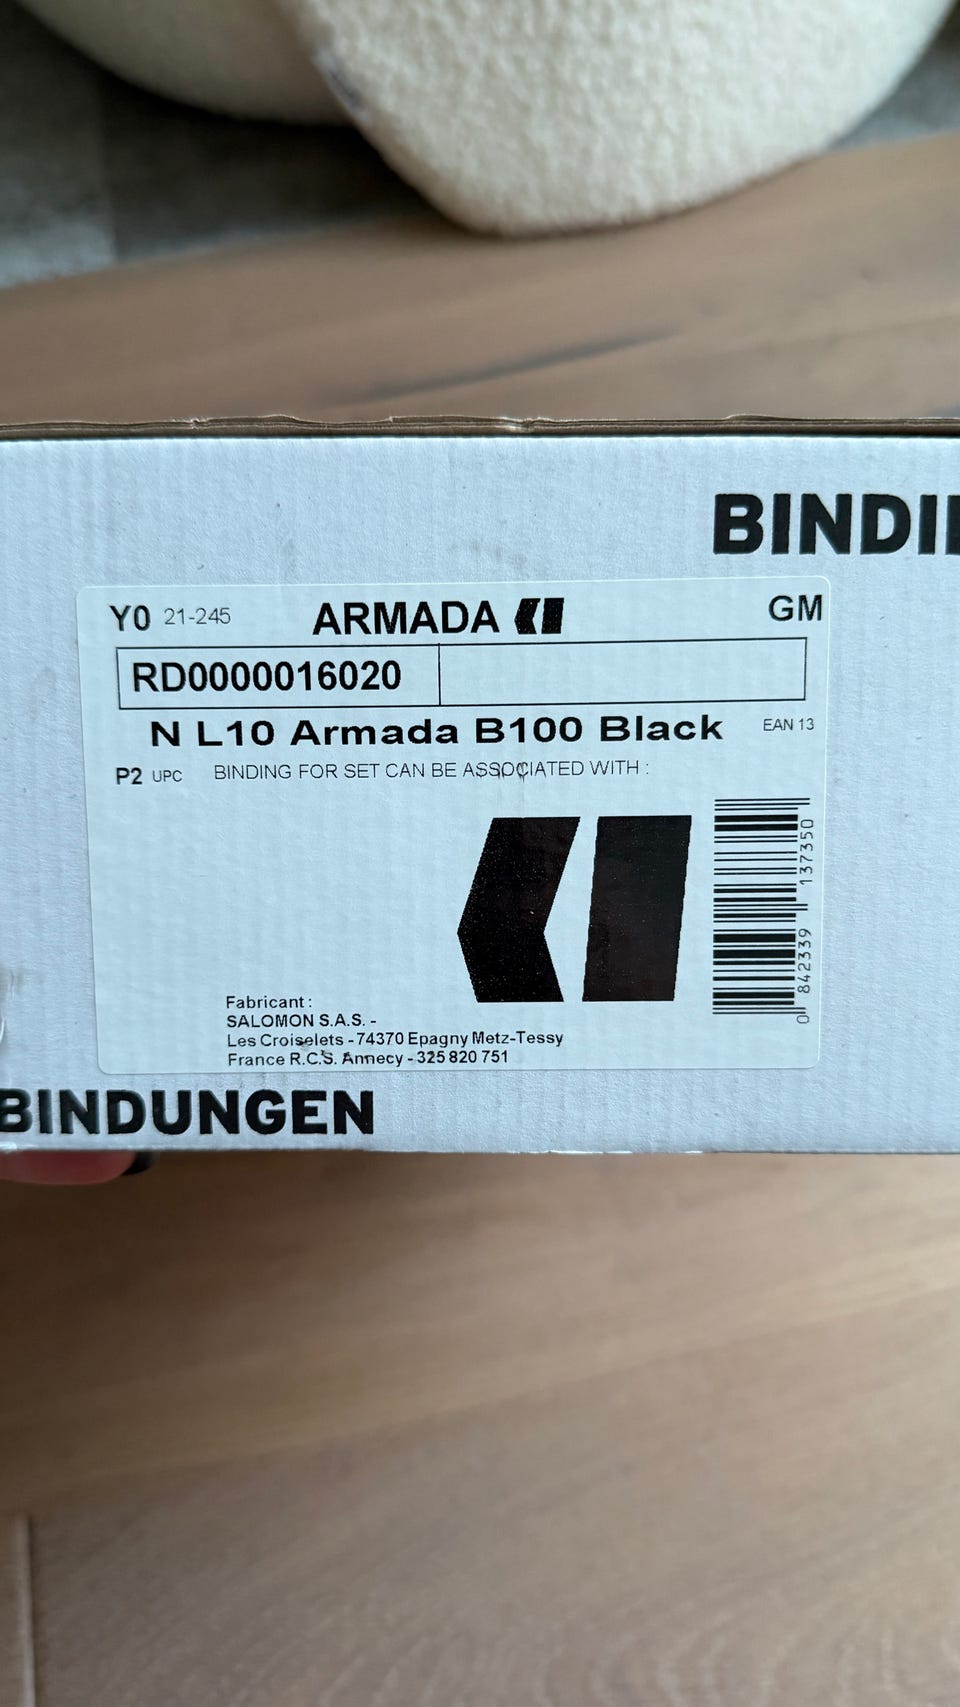 BINDI
Y0 21-245 ARMADA GM
RD0000016020
N L10 Armada B100 Black EAN 13
P2 UPC BINDING FOR SET CAN BE ASSOCIATED WITH :
0 842339 137350
Fabricant :
SALOMON S.A.S. -
Les Croiselets - 74370 Epagny Metz-Tessy
France R.C.S. Annecy - 325 820 751
BINDUNGEN